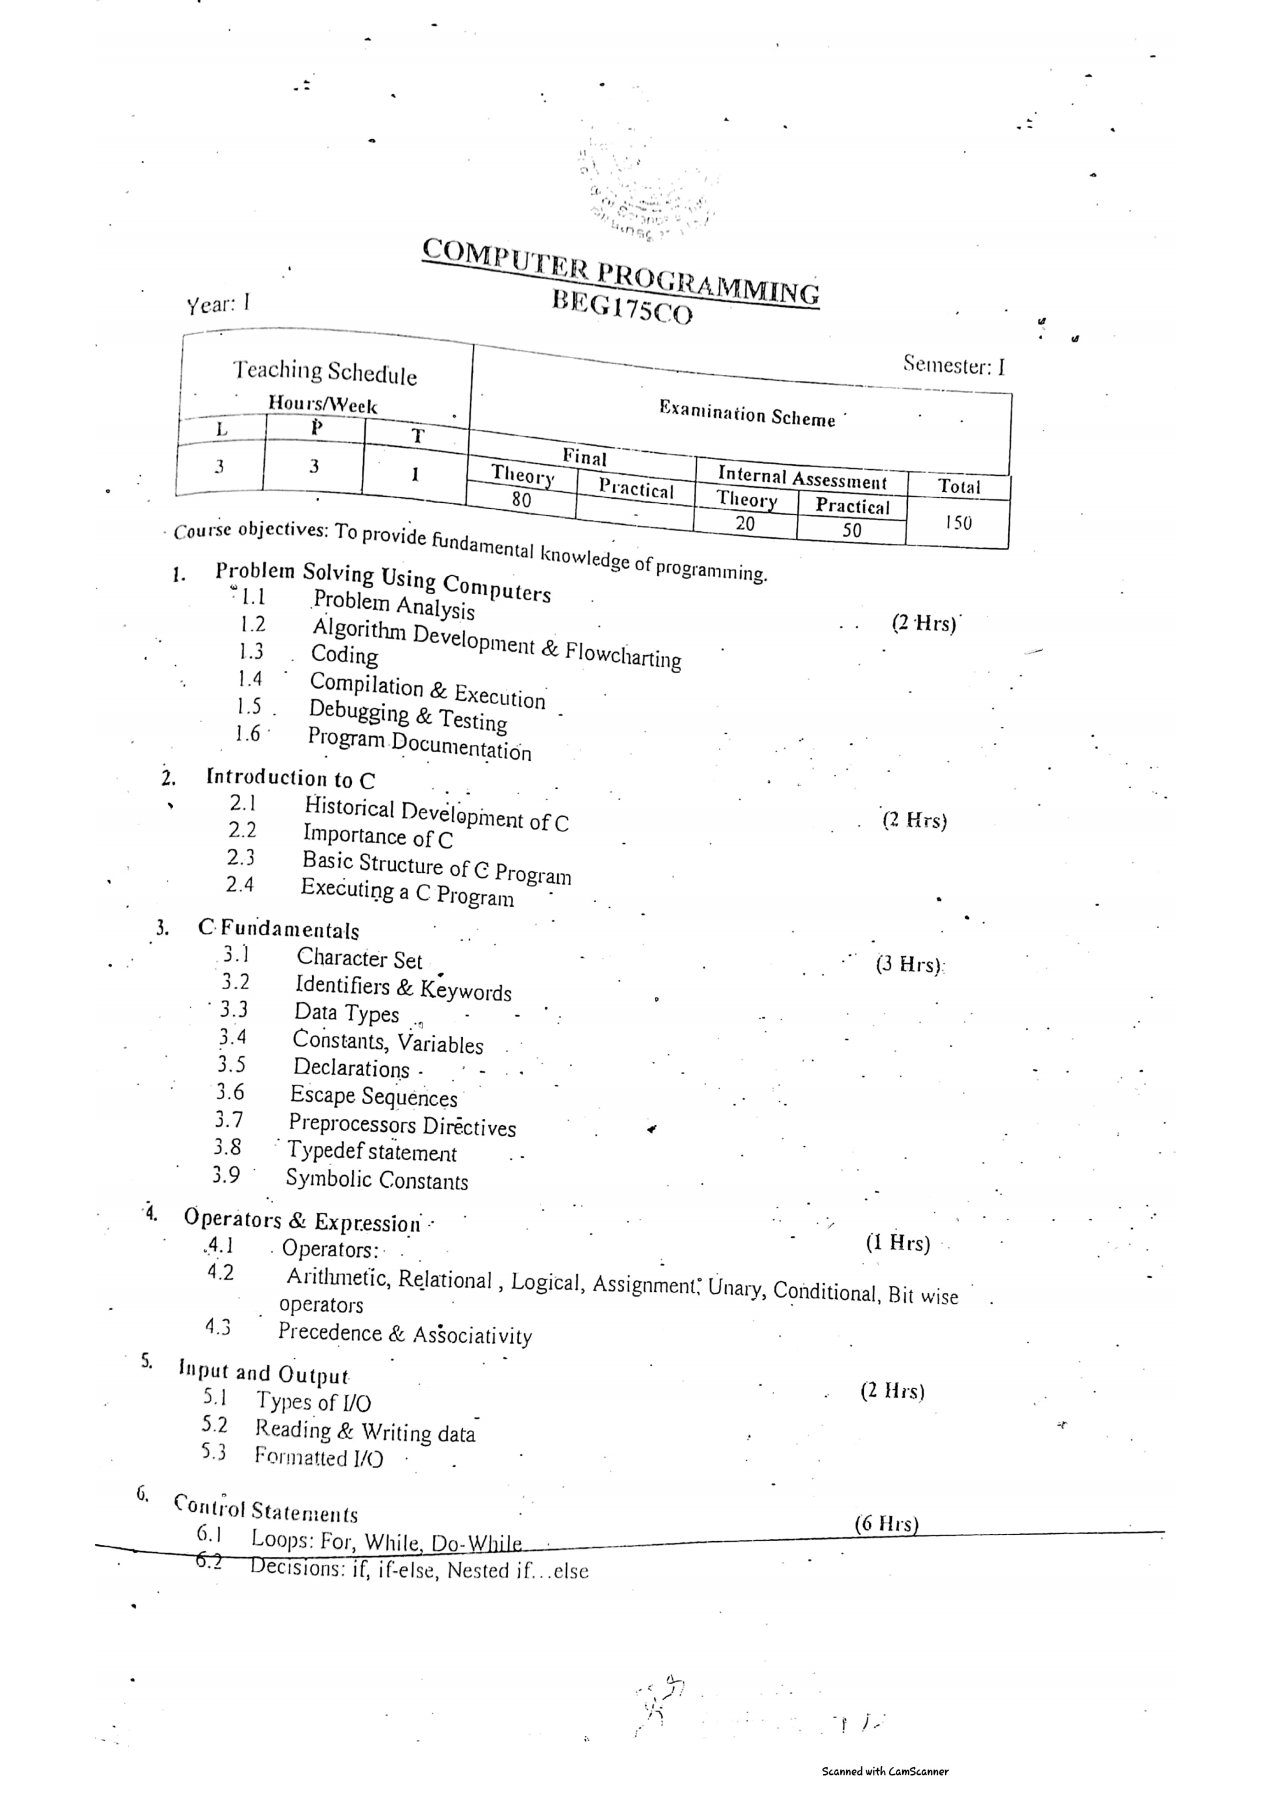 COMPUTER PROGRAMMING
BEG175CO
Year: I
Semester: I
Teaching Schedule
Hours/Week
Examination Scheme
L P T
Final
Internal Assessment
Total
3 3 1
Theory Practical Theory Practical
80 - 20 50 150
Course objectives: To provide fundamental knowledge of programming.
1. Problem Solving Using Computers (2 Hrs)
1.1 Problem Analysis
1.2 Algorithm Development & Flowcharting
1.3 Coding
1.4 Compilation & Execution
1.5 Debugging & Testing
1.6 Program Documentation
2. Introduction to C (2 Hrs)
2.1 Historical Development of C
2.2 Importance of C
2.3 Basic Structure of C Program
2.4 Executing a C Program
3. C Fundamentals (3 Hrs)
3.1 Character Set
3.2 Identifiers & Keywords
3.3 Data Types
3.4 Constants, Variables
3.5 Declarations
3.6 Escape Sequences
3.7 Preprocessors Directives
3.8 Typedef statement
3.9 Symbolic Constants
4. Operators & Expression (1 Hrs)
4.1 Operators:
4.2 Arithmetic, Relational , Logical, Assignment, Unary, Conditional, Bit wise
operators
4.3 Precedence & Associativity
5. Input and Output (2 Hrs)
5.1 Types of I/O
5.2 Reading & Writing data
5.3 Formatted I/O
6. Control Statements (6 Hrs)
6.1 Loops: For, While, Do-While
6.2 Decisions: if, if-else, Nested if...else
Scanned with CamScanner